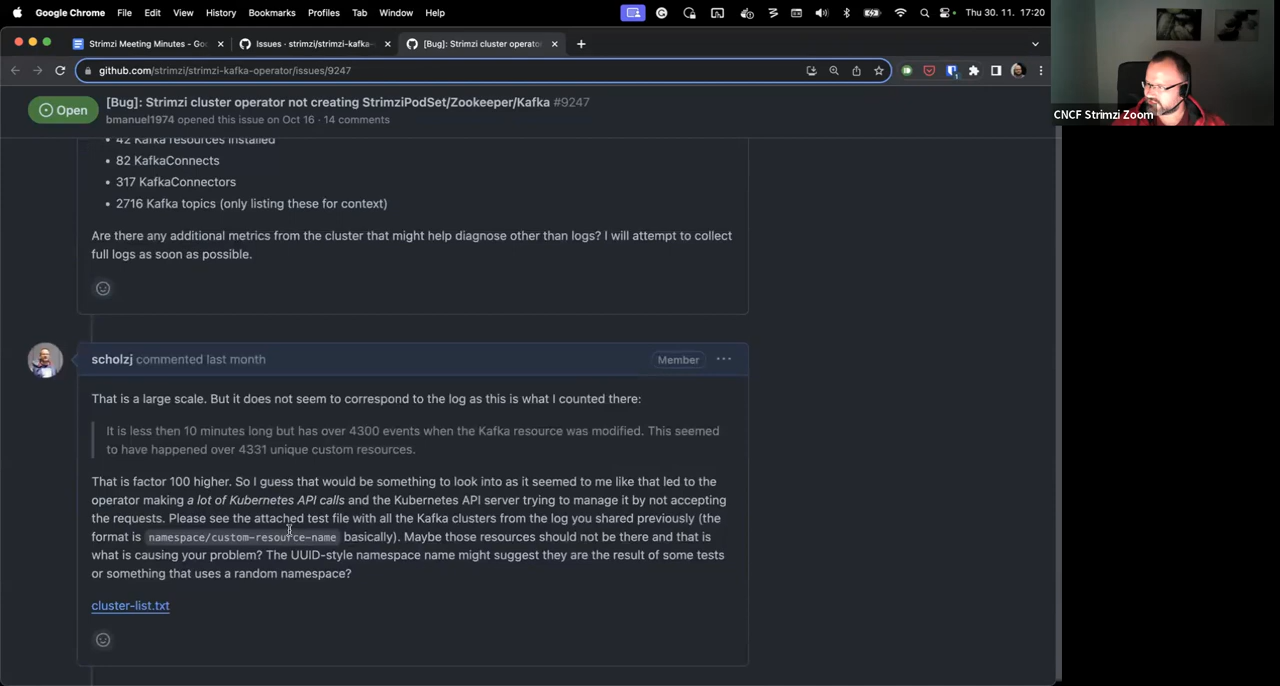 Google Chrome File Edit View History Bookmarks Profiles Tab Window Help Thu 30. 11. 17:20
Strimzi Meeting Minutes - Goo
Issues · strimzi/strimzi-kafka-
[Bug]: Strimzi cluster operato
github.com/strimzi/strimzi-kafka-operator/issues/9247
CNCF Strimzi Zoom
Open
[Bug]: Strimzi cluster operator not creating StrimziPodSet/Zookeeper/Kafka #9247
bmanuel1974 opened this issue on Oct 16 · 14 comments
• 42 Kafka resources installed
• 82 KafkaConnects
• 317 KafkaConnectors
• 2716 Kafka topics (only listing these for context)
Are there any additional metrics from the cluster that might help diagnose other than logs? I will attempt to collect
full logs as soon as possible.
scholzj commented last month Member ···
That is a large scale. But it does not seem to correspond to the log as this is what I counted there:
It is less then 10 minutes long but has over 4300 events when the Kafka resource was modified. This seemed
to have happened over 4331 unique custom resources.
That is factor 100 higher. So I guess that would be something to look into as it seemed to me like that led to the
operator making a lot of Kubernetes API calls and the Kubernetes API server trying to manage it by not accepting
the requests. Please see the attached test file with all the Kafka clusters from the log you shared previously (the
format is namespace/custom-resource-name basically). Maybe those resources should not be there and that is
what is causing your problem? The UUID-style namespace name might suggest they are the result of some tests
or something that uses a random namespace?
cluster-list.txt